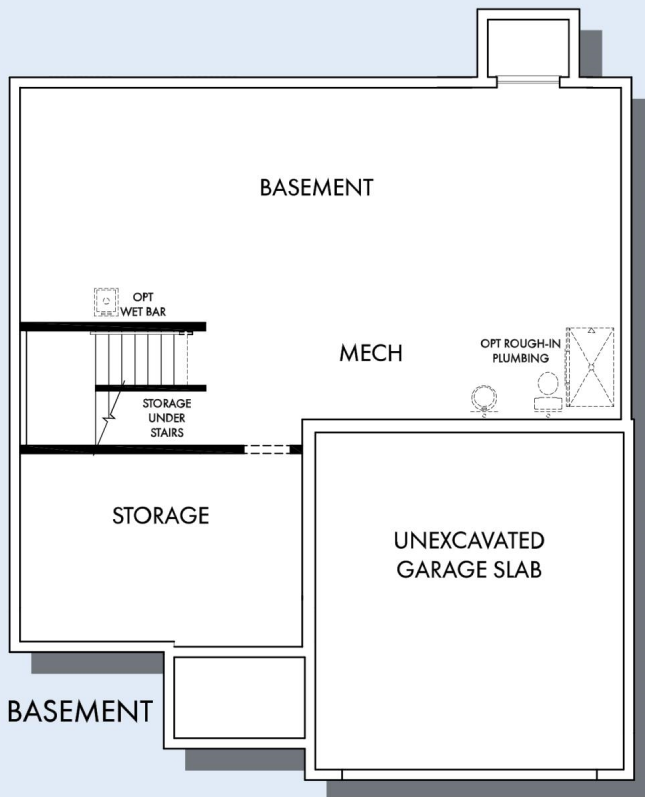 BASEMENT
OPT
WET BAR
MECH
OPT ROUGH-IN
PLUMBING
STORAGE
UNDER
STAIRS
STORAGE
UNEXCAVATED
GARAGE SLAB
BASEMENT